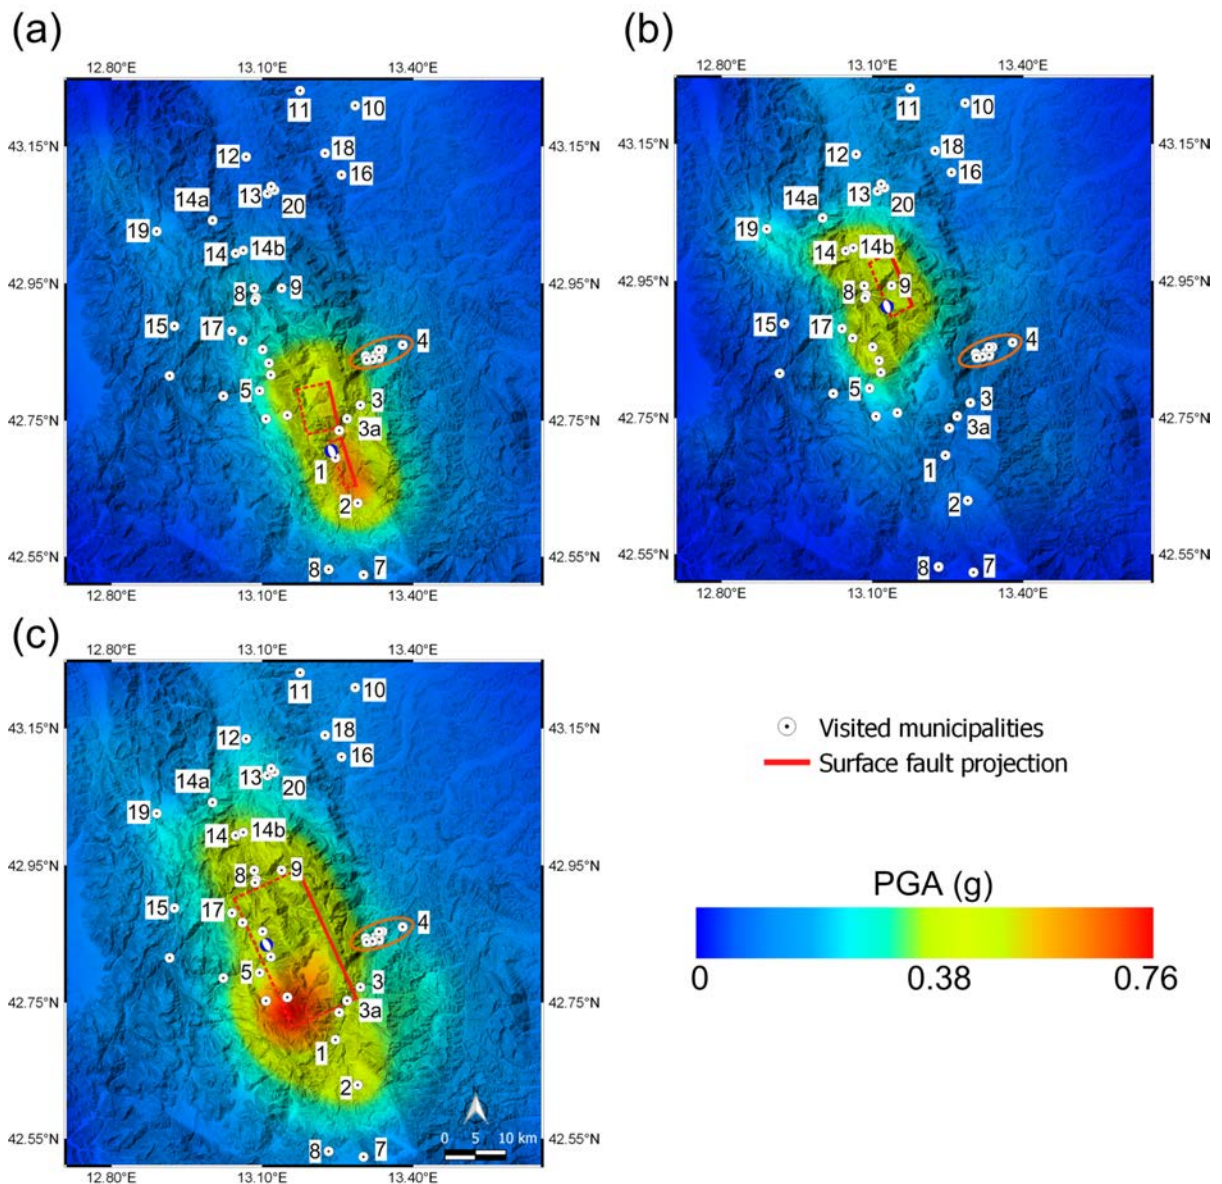 (a)
12.80°E 13.10°E 13.40°E
11 10
43.15°N
12 18
16
13 20
14a
19
14 14b
42.95°N
8 9
15 17
4
5 3
42.75°N
3a
1
2
42.55°N
8 7
12.80°E 13.10°E 13.40°E
(b)
12.80°E 13.10°E 13.40°E
11 10
43.15°N 43.15°N
12 18
16
13 20
14a
19
14 14b
42.95°N 42.95°N
8 9
15 17
4
5 3
42.75°N 42.75°N
3a
1
2
42.55°N 42.55°N
8 7
12.80°E 13.10°E 13.40°E
(c)
12.80°E 13.10°E 13.40°E
11 10
43.15°N 43.15°N
12 18
16
13 20
14a
19
14 14b
42.95°N 42.95°N
8 9
15 17
4
5 3
42.75°N 42.75°N
3a
1
2
0 5 10 km
42.55°N 42.55°N
8 7
12.80°E 13.10°E 13.40°E
Visited municipalities
Surface fault projection
PGA (g)
0 0.38 0.76